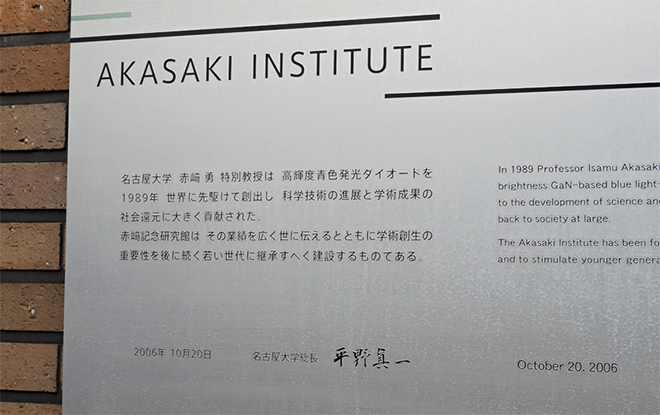 AKASAKI INSTITUTE
名古屋大学 赤﨑 勇 特別教授は 高輝度青色発光ダイオードを
1989年 世界に先駆けて創出し 科学技術の進展と学術成果の
社会還元に大きく貢献された。
赤﨑記念研究館は その業績を広く世に伝えるとともに学術創生の
重要性を後に続く若い世代に継承すべく建設するものである。
2006年 10月20日
名古屋大学総長 平野眞一
In 1989 Professor Isamu Akasaki
brightness GaN-based blue light-
to the development of science and
back to society at large.
The Akasaki Institute has been fo
and to stimulate younger genera
October 20, 2006